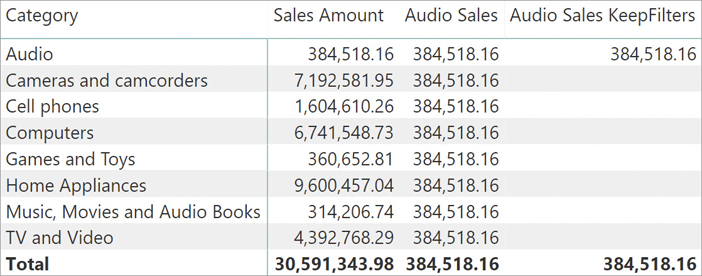 Category Sales Amount Audio Sales Audio Sales KeepFilters
Audio 384,518.16 384,518.16 384,518.16
Cameras and camcorders 7,192,581.95 384,518.16
Cell phones 1,604,610.26 384,518.16
Computers 6,741,548.73 384,518.16
Games and Toys 360,652.81 384,518.16
Home Appliances 9,600,457.04 384,518.16
Music, Movies and Audio Books 314,206.74 384,518.16
TV and Video 4,392,768.29 384,518.16
Total 30,591,343.98 384,518.16 384,518.16